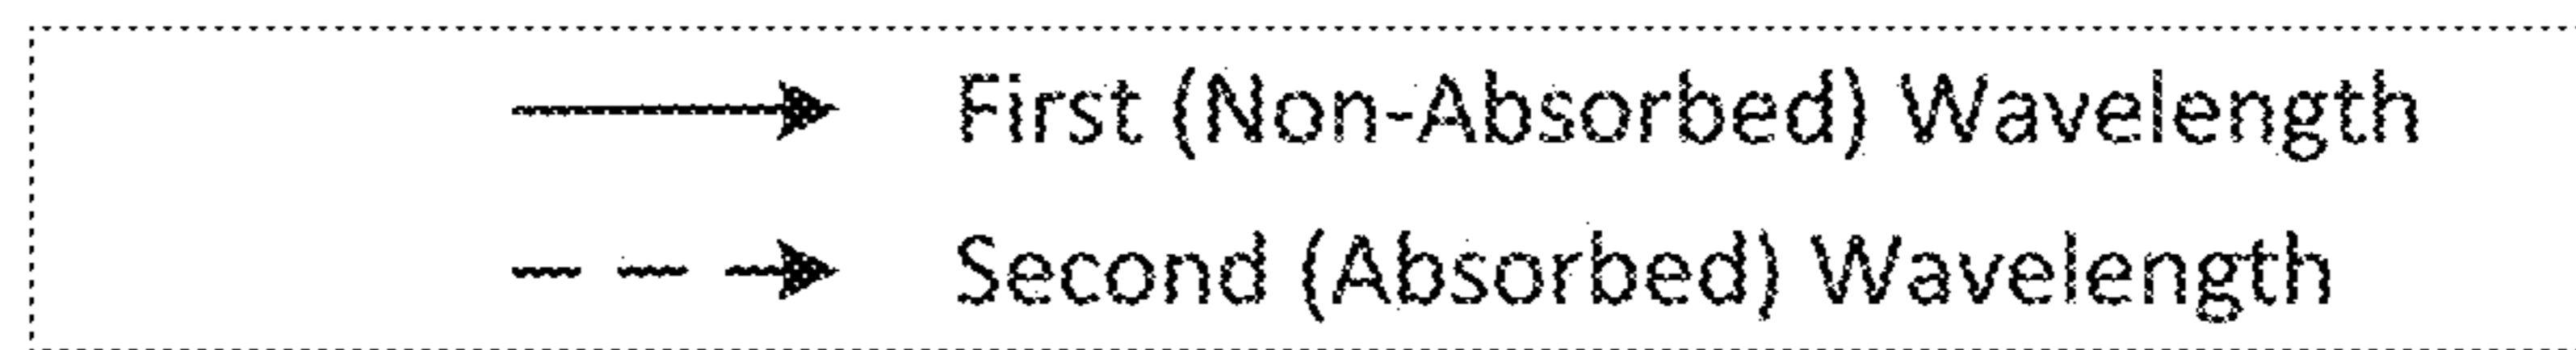 First (Non-Absorbed) Wavelength
Second (Absorbed) Wavelength